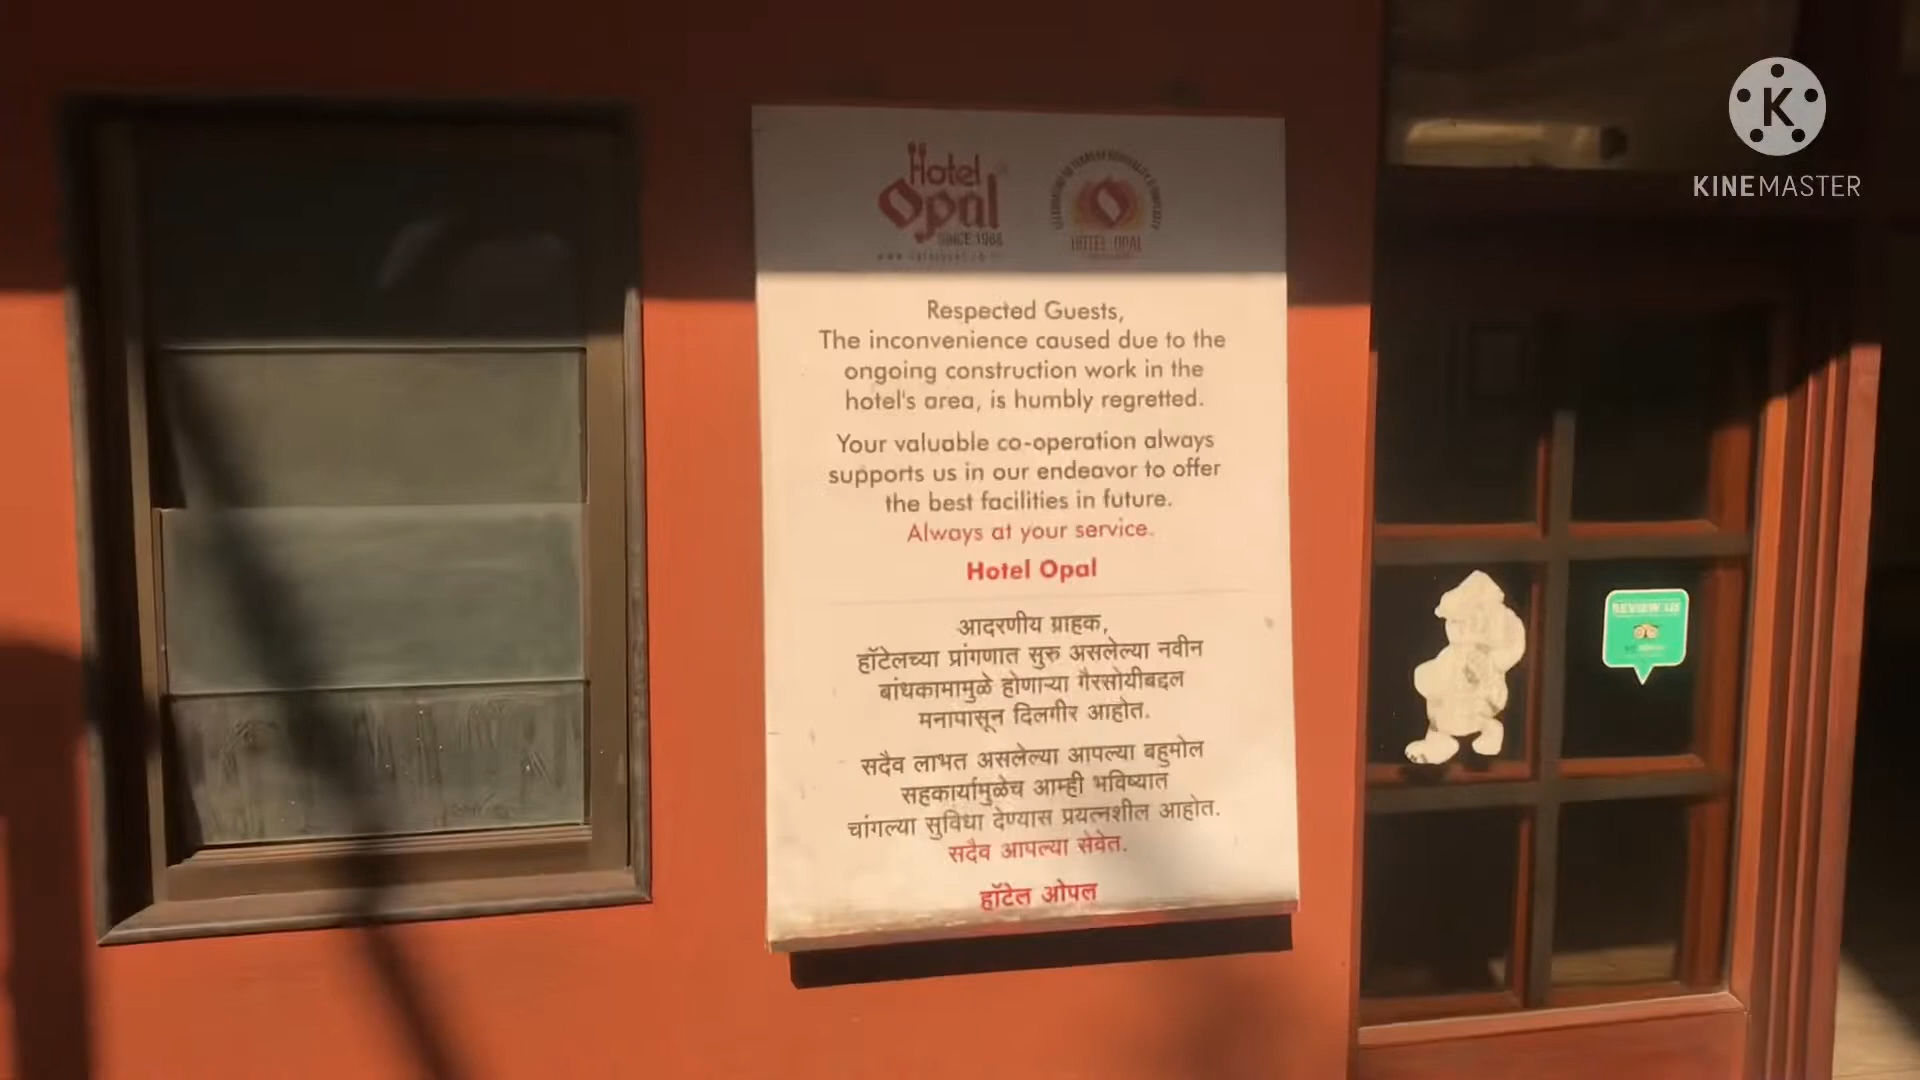 Hotel
Opal
SINCE 1988
HOTEL OPAL
Respected Guests,
The inconvenience caused due to the
ongoing construction work in the
hotel's area, is humbly regretted.
Your valuable co-operation always
supports us in our endeavor to offer
the best facilities in future.
Always at your service.
Hotel Opal
आदरणीय ग्राहक,
हॉटेलच्या प्रांगणात सुरु असलेल्या नवीन
बांधकामामुळे होणाऱ्या गैरसोयीबद्दल
मनापासून दिलगीर आहोत.
सदैव लाभत असलेल्या आपल्या बहुमोल
सहकार्यामुळेच आम्ही भविष्यात
चांगल्या सुविधा देण्यास प्रयत्नशील आहोत.
सदैव आपल्या सेवेत.
हॉटेल ओपल
REVIEW US
K
KINEMASTER